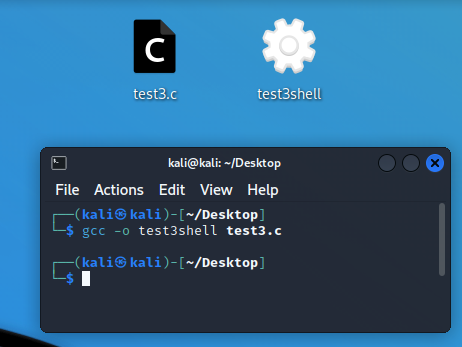 C
test3.c
test3shell
kali@kali: ~/Desktop
File Actions Edit View Help
┌──(kali㉿kali)-[~/Desktop]
└─$ gcc -o test3shell test3.c
┌──(kali㉿kali)-[~/Desktop]
└─$